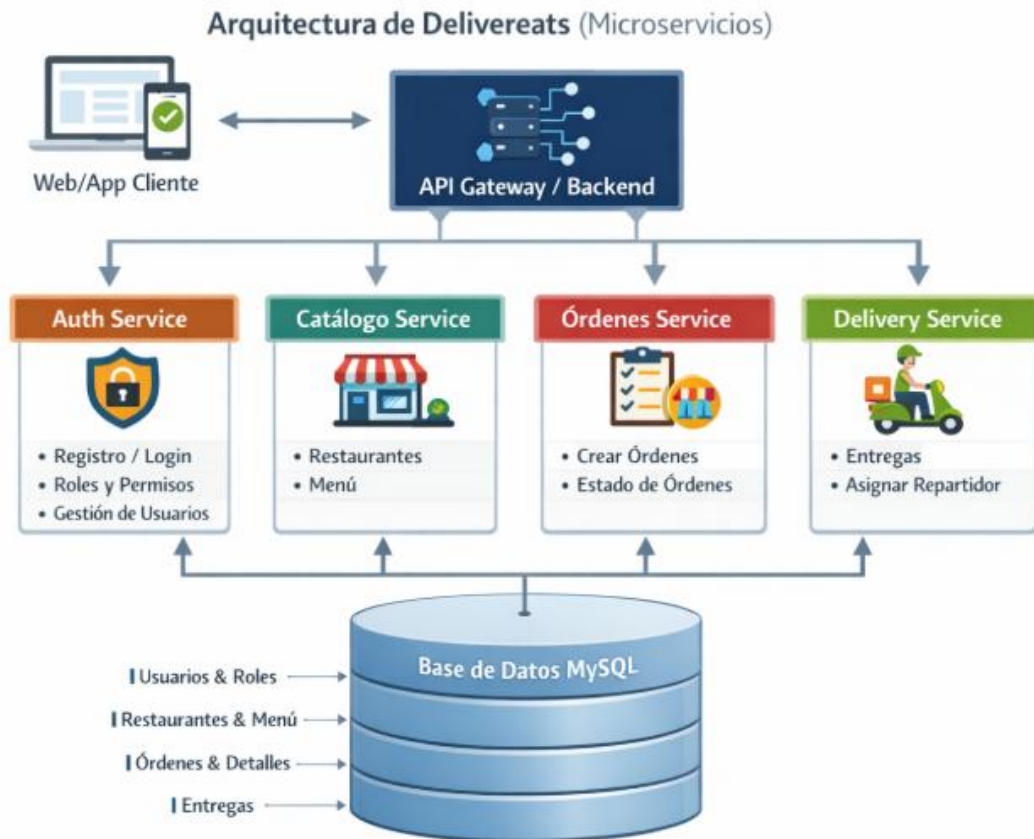 Arquitectura de Delivereats (Microservicios)
Web/App Cliente
API Gateway / Backend
Auth Service
• Registro / Login
• Roles y Permisos
• Gestión de Usuarios
Catálogo Service
• Restaurantes
• Menú
Órdenes Service
• Crear Órdenes
• Estado de Órdenes
Delivery Service
• Entregas
• Asignar Repartidor
Base de Datos MySQL
Usuarios & Roles
Restaurantes & Menú
Órdenes & Detalles
Entregas